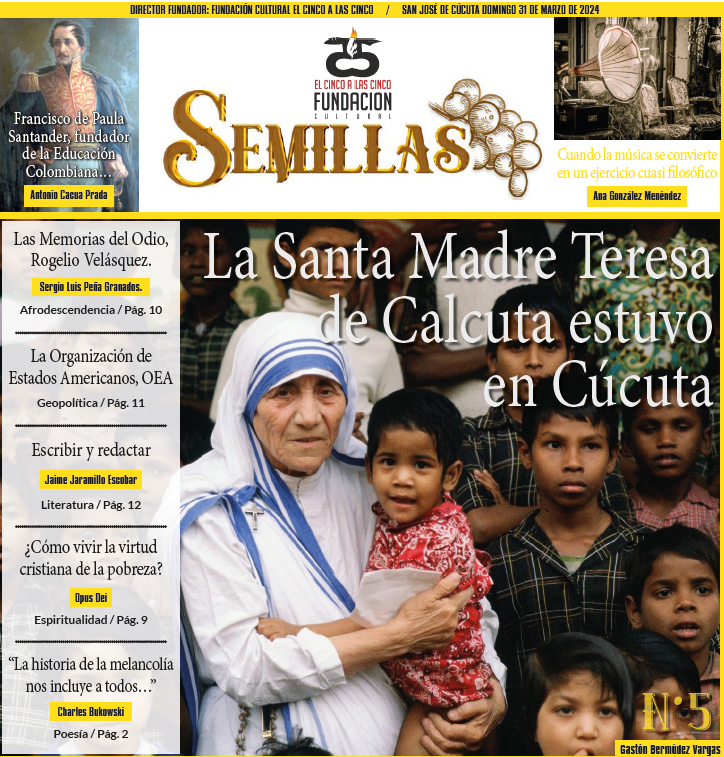 DIRECTOR FUNDADOR: FUNDACIÓN CULTURAL EL CINCO A LAS CINCO / SAN JOSÉ DE CÚCUTA DOMINGO 31 DE MARZO DE 2024
Francisco de Paula
Santander, fundador
de la Educación
Colombiana…
Antonio Cacua Prada
EL CINCO A LAS CINCO
FUNDACION
CULTURAL
SEMILLAS
Cuando la música se convierte
en un ejercicio cuasi filosófico
Ana González Menéndez
Las Memorias del Odio,
Rogelio Velásquez.
Sergio Luis Peña Granados.
Afrodescendencia / Pág. 10
La Organización de
Estados Americanos, OEA
Geopolítica / Pág. 11
Escribir y redactar
Jaime Jaramillo Escobar
Literatura / Pág. 12
¿Cómo vivir la virtud
cristiana de la pobreza?
Opus Dei
Espiritualidad / Pág. 9
“La historia de la melancolía
nos incluye a todos…”
Charles Bukowski
Poesía / Pág. 2
La Santa Madre Teresa
de Calcuta estuvo
en Cúcuta
N·5
Gastón Bermúdez Vargas